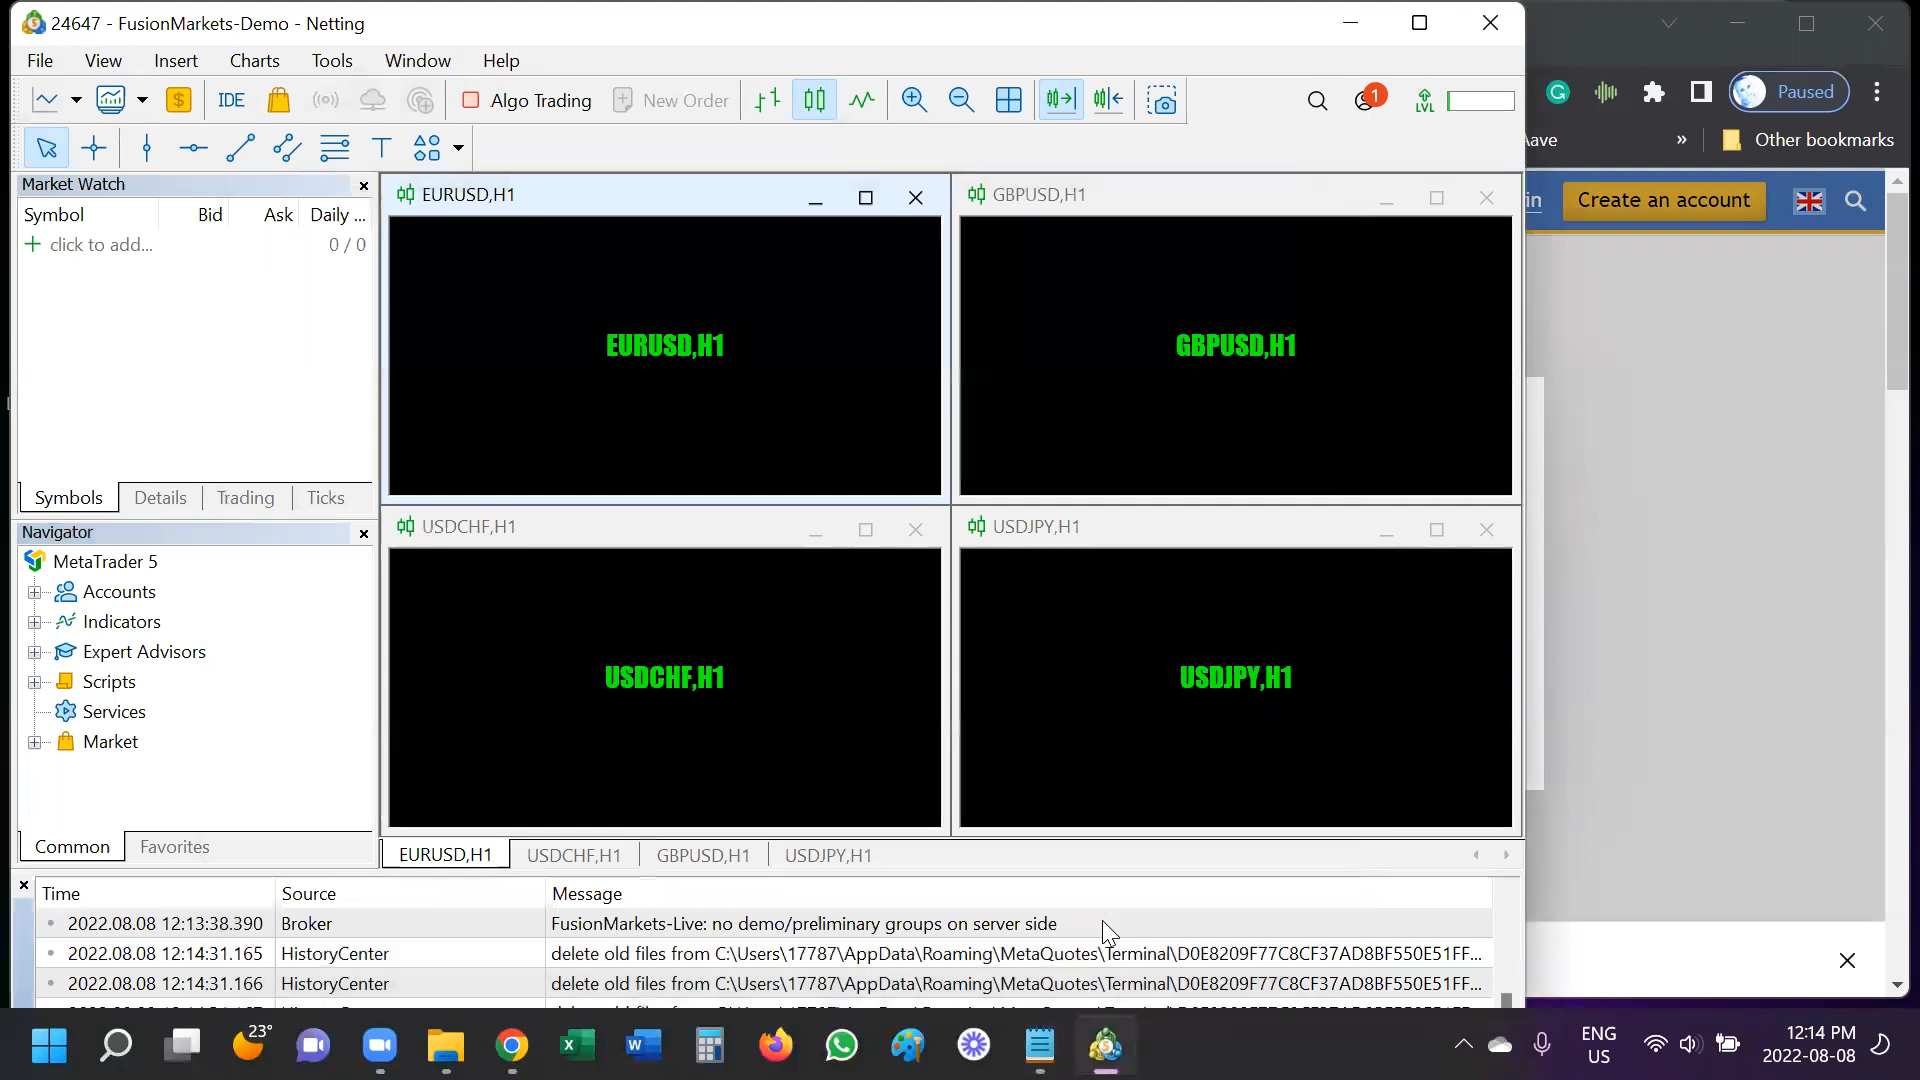 24647 - FusionMarkets-Demo - Netting
File View Insert Charts Tools Window Help
IDE Algo Trading New Order 1 LVL
Paused
Aave » Other bookmarks
in Create an account
Market Watch
Symbol Bid Ask Daily ...
click to add... 0 / 0
Symbols Details Trading Ticks
EURUSD,H1
EURUSD,H1
GBPUSD,H1
GBPUSD,H1
USDCHF,H1
USDCHF,H1
USDJPY,H1
USDJPY,H1
Navigator
MetaTrader 5
Accounts
Indicators
Expert Advisors
Scripts
Services
Market
Common Favorites
EURUSD,H1 USDCHF,H1 GBPUSD,H1 USDJPY,H1
Time Source Message
2022.08.08 12:13:38.390 Broker FusionMarkets-Live: no demo/preliminary groups on server side
2022.08.08 12:14:31.165 HistoryCenter delete old files from C:\Users\17787\AppData\Roaming\MetaQuotes\Terminal\D0E8209F77C8CF37AD8BF550E51FF...
2022.08.08 12:14:31.166 HistoryCenter delete old files from C:\Users\17787\AppData\Roaming\MetaQuotes\Terminal\D0E8209F77C8CF37AD8BF550E51FF...
23°
ENG
US
12:14 PM
2022-08-08